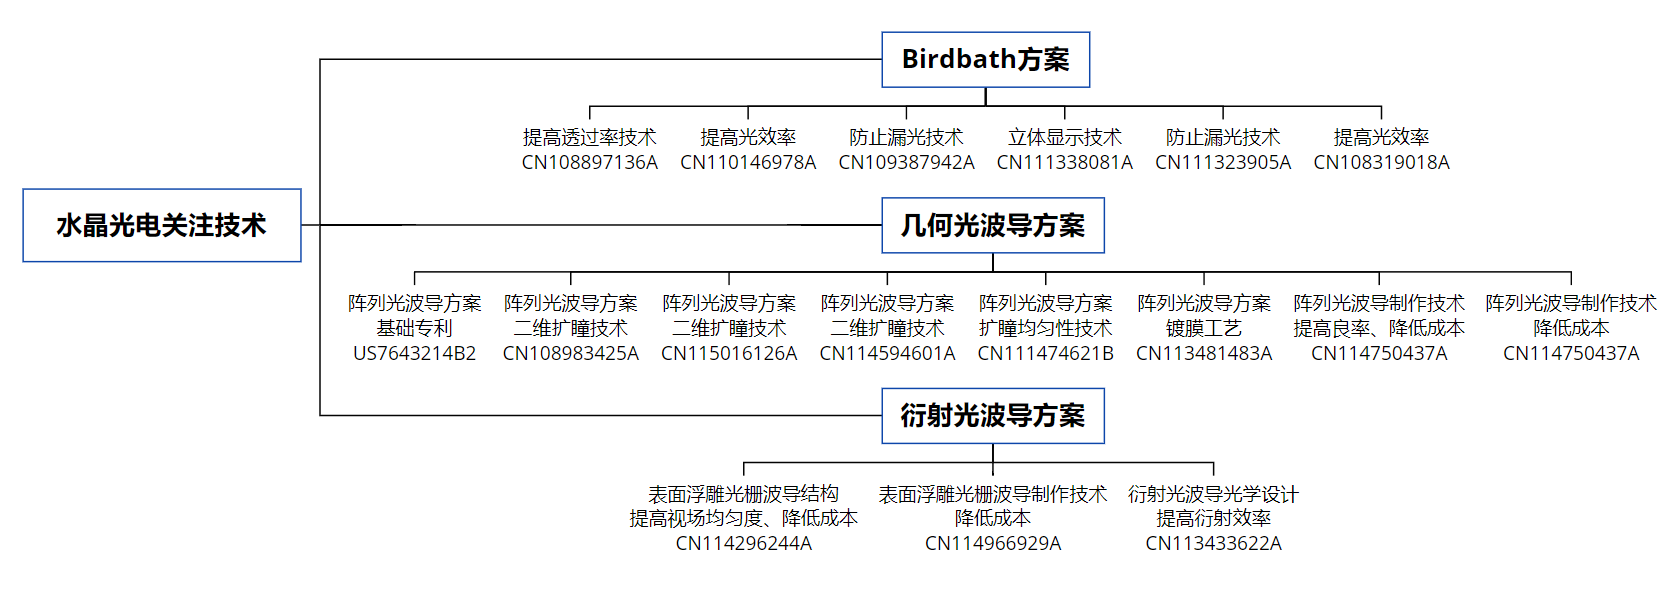 Birdbath方案
提高透过率技术
CN108897136A
提高光效率
CN110146978A
防止漏光技术
CN109387942A
立体显示技术
CN111338081A
防止漏光技术
CN111323905A
提高光效率
CN108319018A
水晶光电关注技术
几何光波导方案
阵列光波导方案
基础专利
US7643214B2
阵列光波导方案
二维扩瞳技术
CN108983425A
阵列光波导方案
二维扩瞳技术
CN115016126A
阵列光波导方案
二维扩瞳技术
CN114594601A
阵列光波导方案
扩瞳均匀性技术
CN111474621B
阵列光波导方案
镀膜工艺
CN113481483A
阵列光波导制作技术
提高良率、降低成本
CN114750437A
阵列光波导制作技术
降低成本
CN114750437A
衍射光波导方案
表面浮雕光栅波导结构
提高视场均匀度、降低成本
CN114296244A
表面浮雕光栅波导制作技术
降低成本
CN114966929A
衍射光波导光学设计
提高衍射效率
CN113433622A